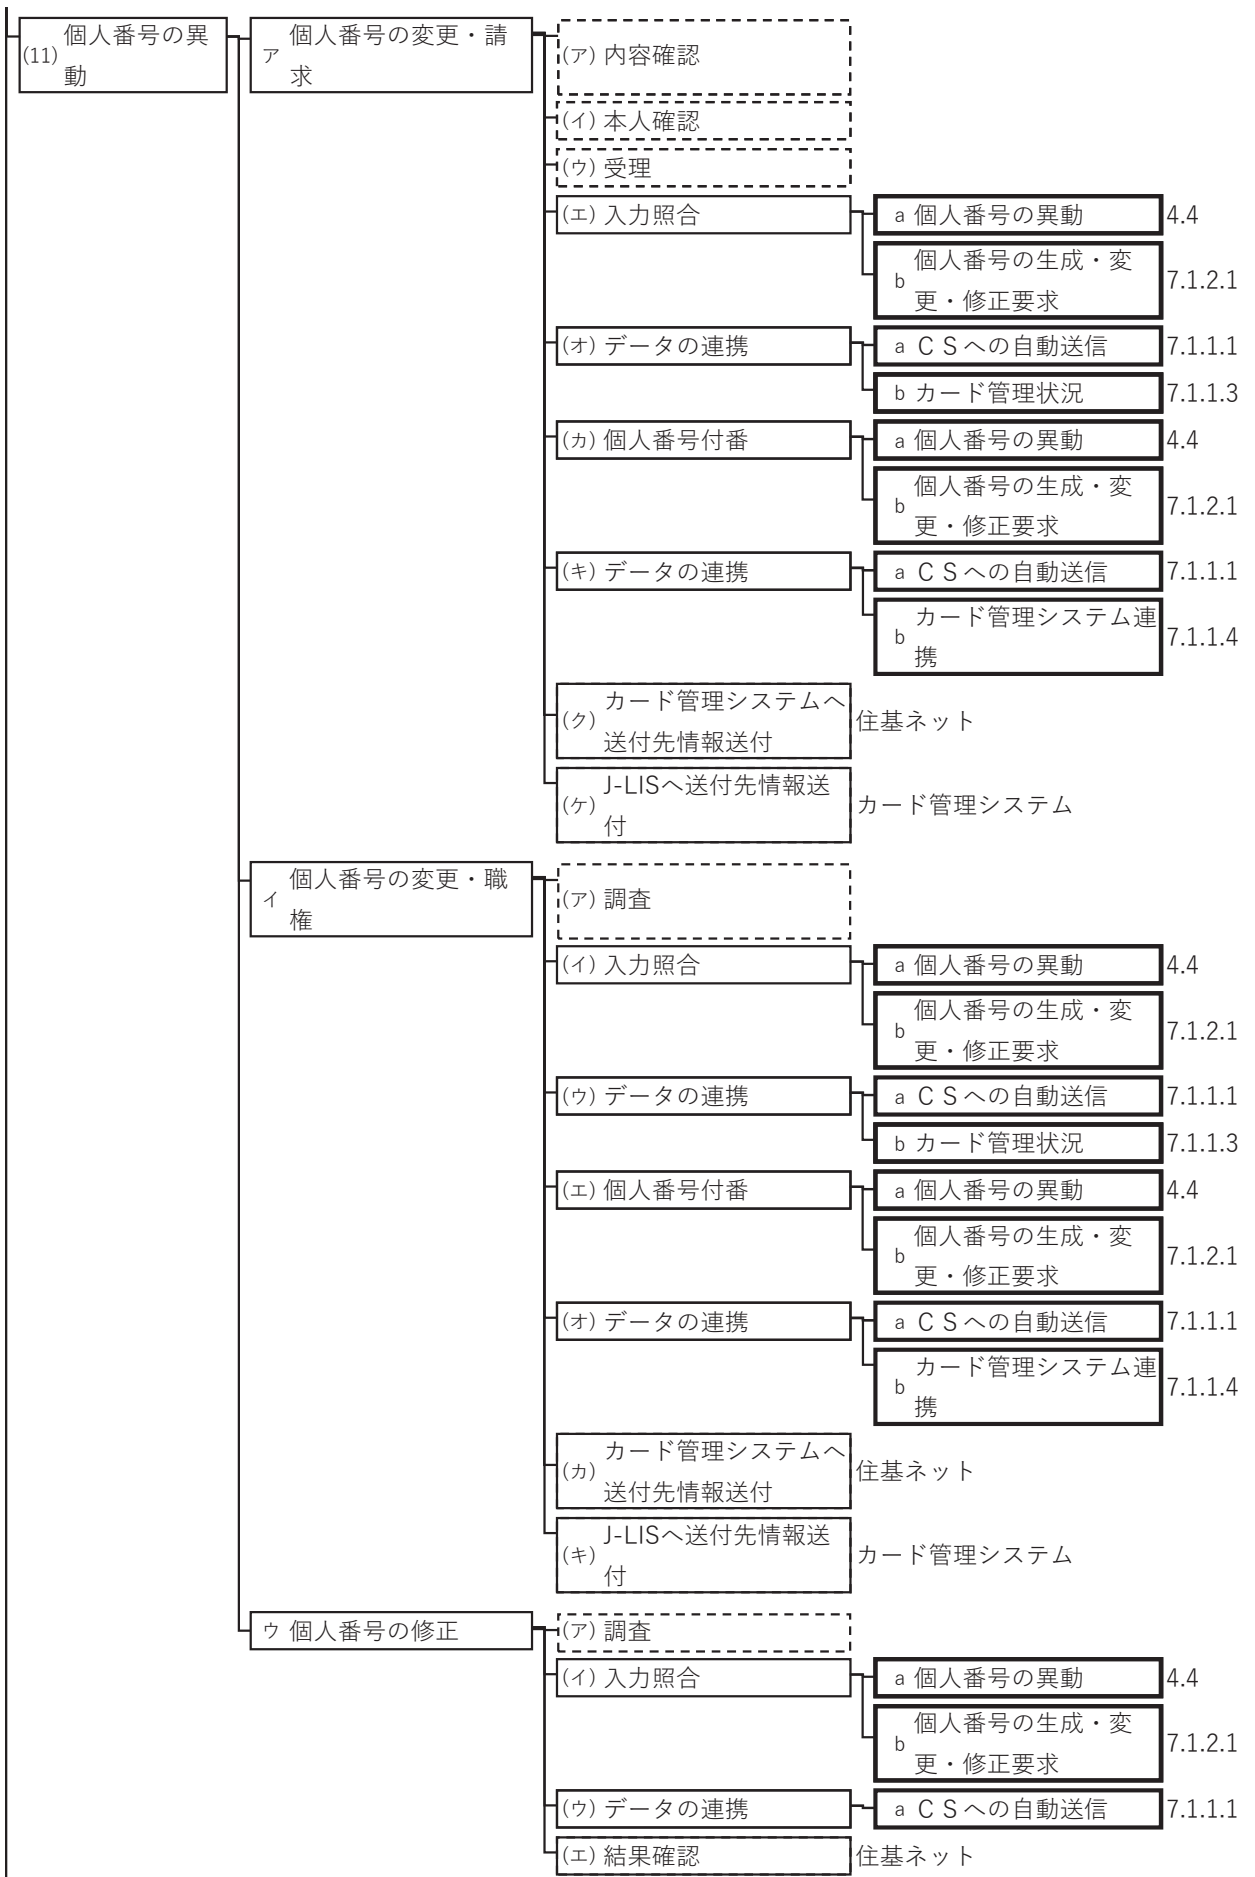 (11) 個人番号の異動
ア 個人番号の変更・請求
(ア) 内容確認
(イ) 本人確認
(ウ) 受理
(エ) 入力照合
a 個人番号の異動 4.4
b 個人番号の生成・変更・修正要求 7.1.2.1
(オ) データの連携
a ＣＳへの自動送信 7.1.1.1
b カード管理状況 7.1.1.3
(カ) 個人番号付番
a 個人番号の異動 4.4
b 個人番号の生成・変更・修正要求 7.1.2.1
(キ) データの連携
a ＣＳへの自動送信 7.1.1.1
b カード管理システム連携 7.1.1.4
(ク) カード管理システムへ送付先情報送付 住基ネット
(ケ) J-LISへ送付先情報送付 カード管理システム
イ 個人番号の変更・職権
(ア) 調査
(イ) 入力照合
a 個人番号の異動 4.4
b 個人番号の生成・変更・修正要求 7.1.2.1
(ウ) データの連携
a ＣＳへの自動送信 7.1.1.1
b カード管理状況 7.1.1.3
(エ) 個人番号付番
a 個人番号の異動 4.4
b 個人番号の生成・変更・修正要求 7.1.2.1
(オ) データの連携
a ＣＳへの自動送信 7.1.1.1
b カード管理システム連携 7.1.1.4
(カ) カード管理システムへ送付先情報送付 住基ネット
(キ) J-LISへ送付先情報送付 カード管理システム
ウ 個人番号の修正
(ア) 調査
(イ) 入力照合
a 個人番号の異動 4.4
b 個人番号の生成・変更・修正要求 7.1.2.1
(ウ) データの連携
a ＣＳへの自動送信 7.1.1.1
(エ) 結果確認 住基ネット